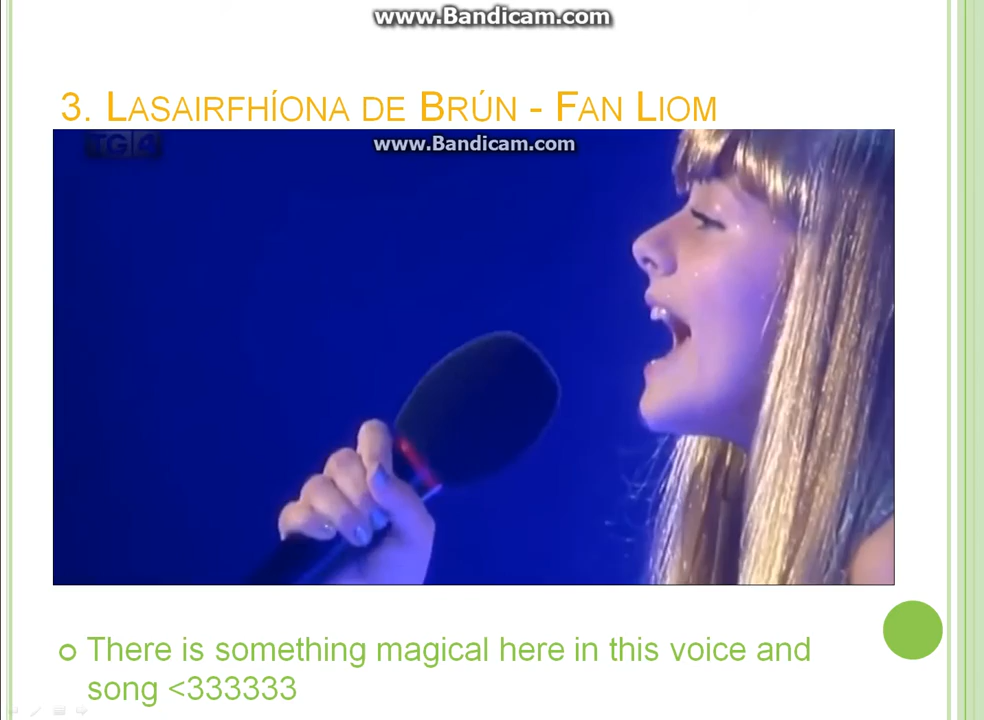 www.Bandicam.com
3. Lasairfhíona de Brún - Fan Liom
TG4
www.Bandicam.com
There is something magical here in this voice and
song <333333